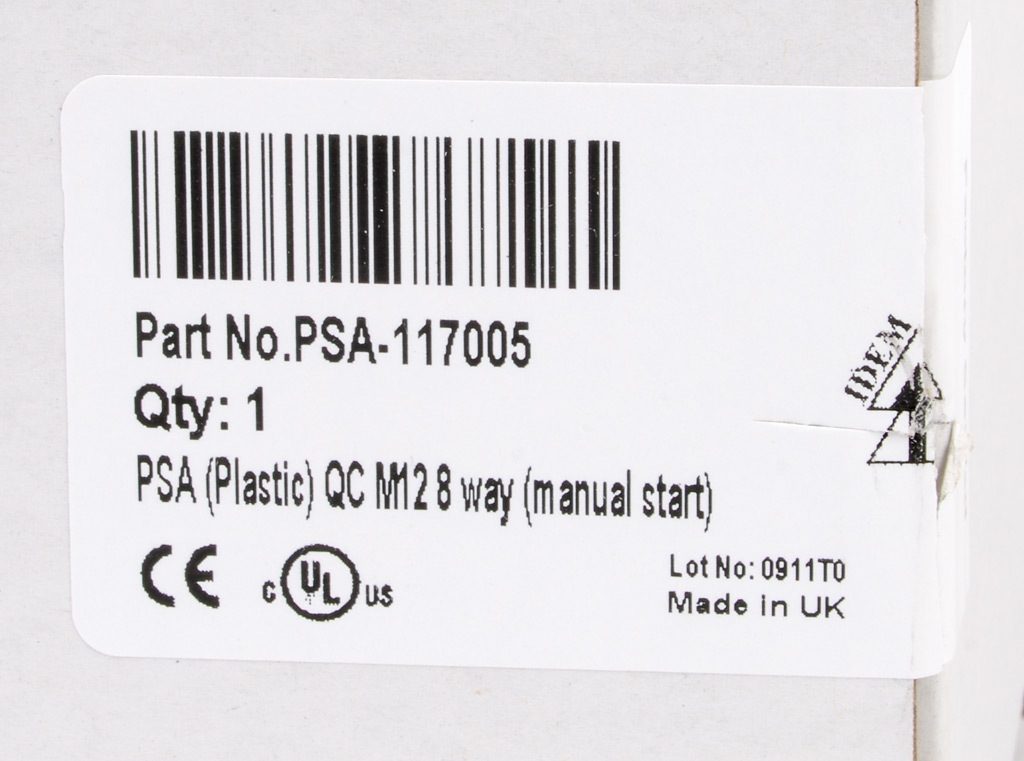 Part No.PSA-117005
Qty: 1
PSA (Plastic) QC M12 8 way (manual start)
IDEM
CE
c UL us
Lot No: 0911T0
Made in UK